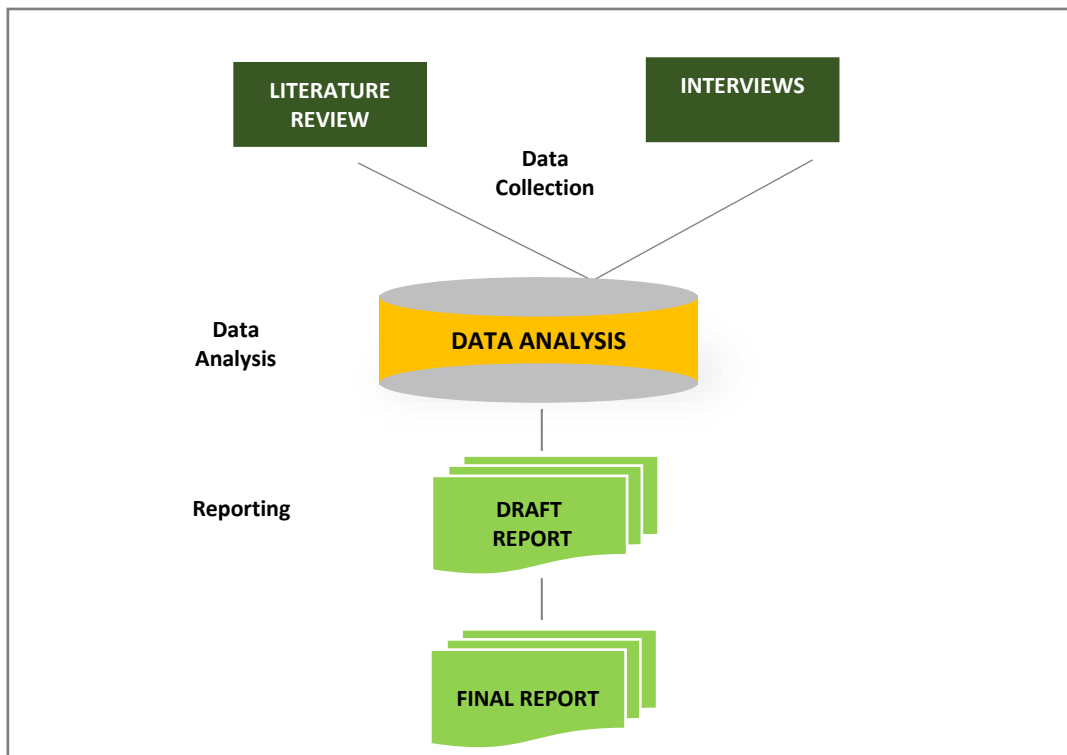 LITERATURE
REVIEW
INTERVIEWS
Data
Collection
Data
Analysis
DATA ANALYSIS
Reporting
DRAFT
REPORT
FINAL REPORT